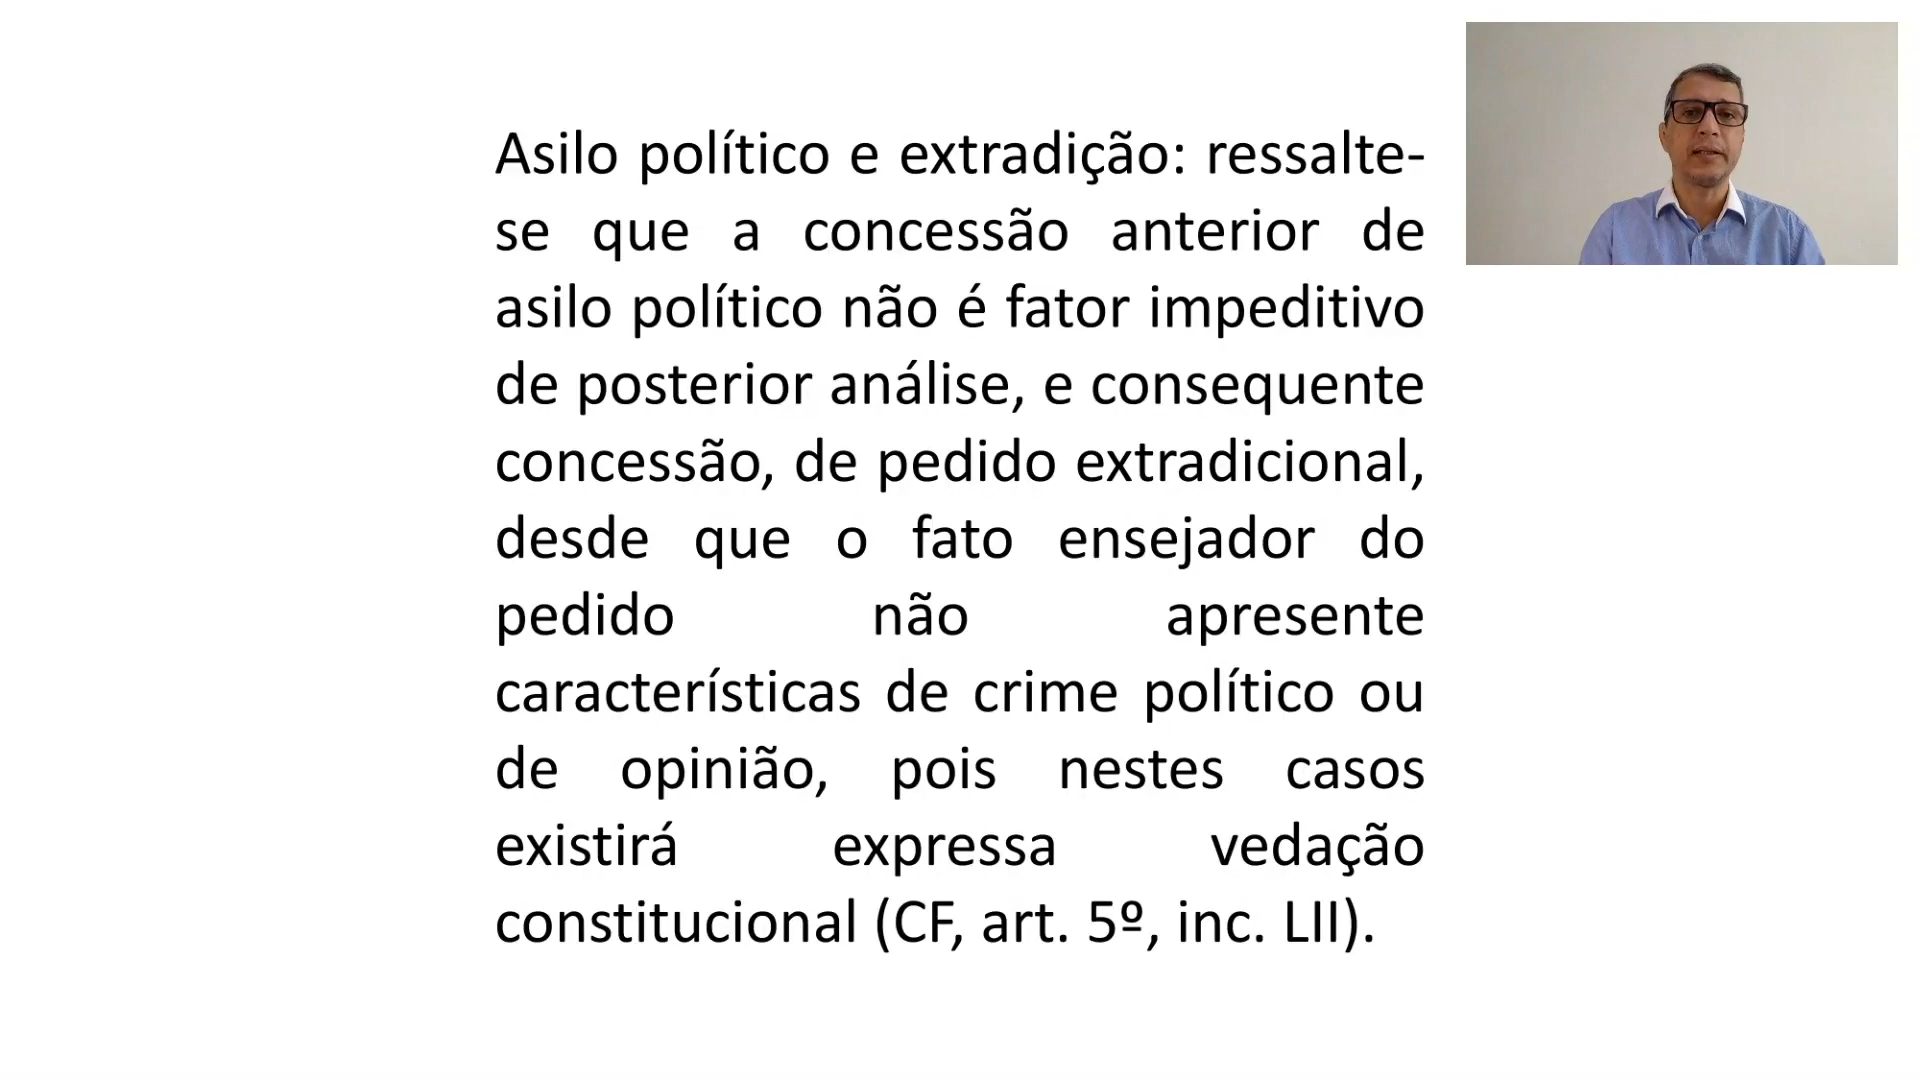 Asilo político e extradição: ressalte-
se que a concessão anterior de
asilo político não é fator impeditivo
de posterior análise, e consequente
concessão, de pedido extradicional,
desde que o fato ensejador do
pedido não apresente
características de crime político ou
de opinião, pois nestes casos
existirá expressa vedação
constitucional (CF, art. 5º, inc. LII).